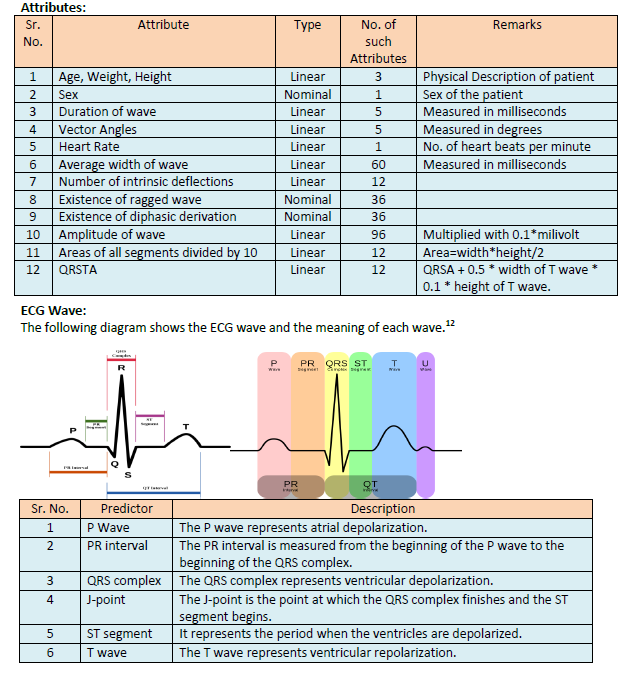 Attributes:
Sr. No. Attribute Type No. of such Attributes Remarks
1 Age, Weight, Height Linear 3 Physical Description of patient
2 Sex Nominal 1 Sex of the patient
3 Duration of wave Linear 5 Measured in milliseconds
4 Vector Angles Linear 5 Measured in degrees
5 Heart Rate Linear 1 No. of heart beats per minute
6 Average width of wave Linear 60 Measured in milliseconds
7 Number of intrinsic deflections Linear 12
8 Existence of ragged wave Nominal 36
9 Existence of diphasic derivation Nominal 36
10 Amplitude of wave Linear 96 Multiplied with 0.1*milivolt
11 Areas of all segments divided by 10 Linear 12 Area=width*height/2
12 QRSTA Linear 12 QRSA + 0.5 * width of T wave *
0.1 * height of T wave.
ECG Wave:
The following diagram shows the ECG wave and the meaning of each wave.12
QRS
Complex
R
ST
Segment
PR
Segment
P
T
Q
S
PR Interval
QT Interval
P PR QRS ST T U
Wave Segment Complex Segment Wave Wave
PR QT
Interval Interval
Sr. No. Predictor Description
1 P Wave The P wave represents atrial depolarization.
2 PR interval The PR interval is measured from the beginning of the P wave to the
beginning of the QRS complex.
3 QRS complex The QRS complex represents ventricular depolarization.
4 J-point The J-point is the point at which the QRS complex finishes and the ST
segment begins.
5 ST segment It represents the period when the ventricles are depolarized.
6 T wave The T wave represents ventricular repolarization.